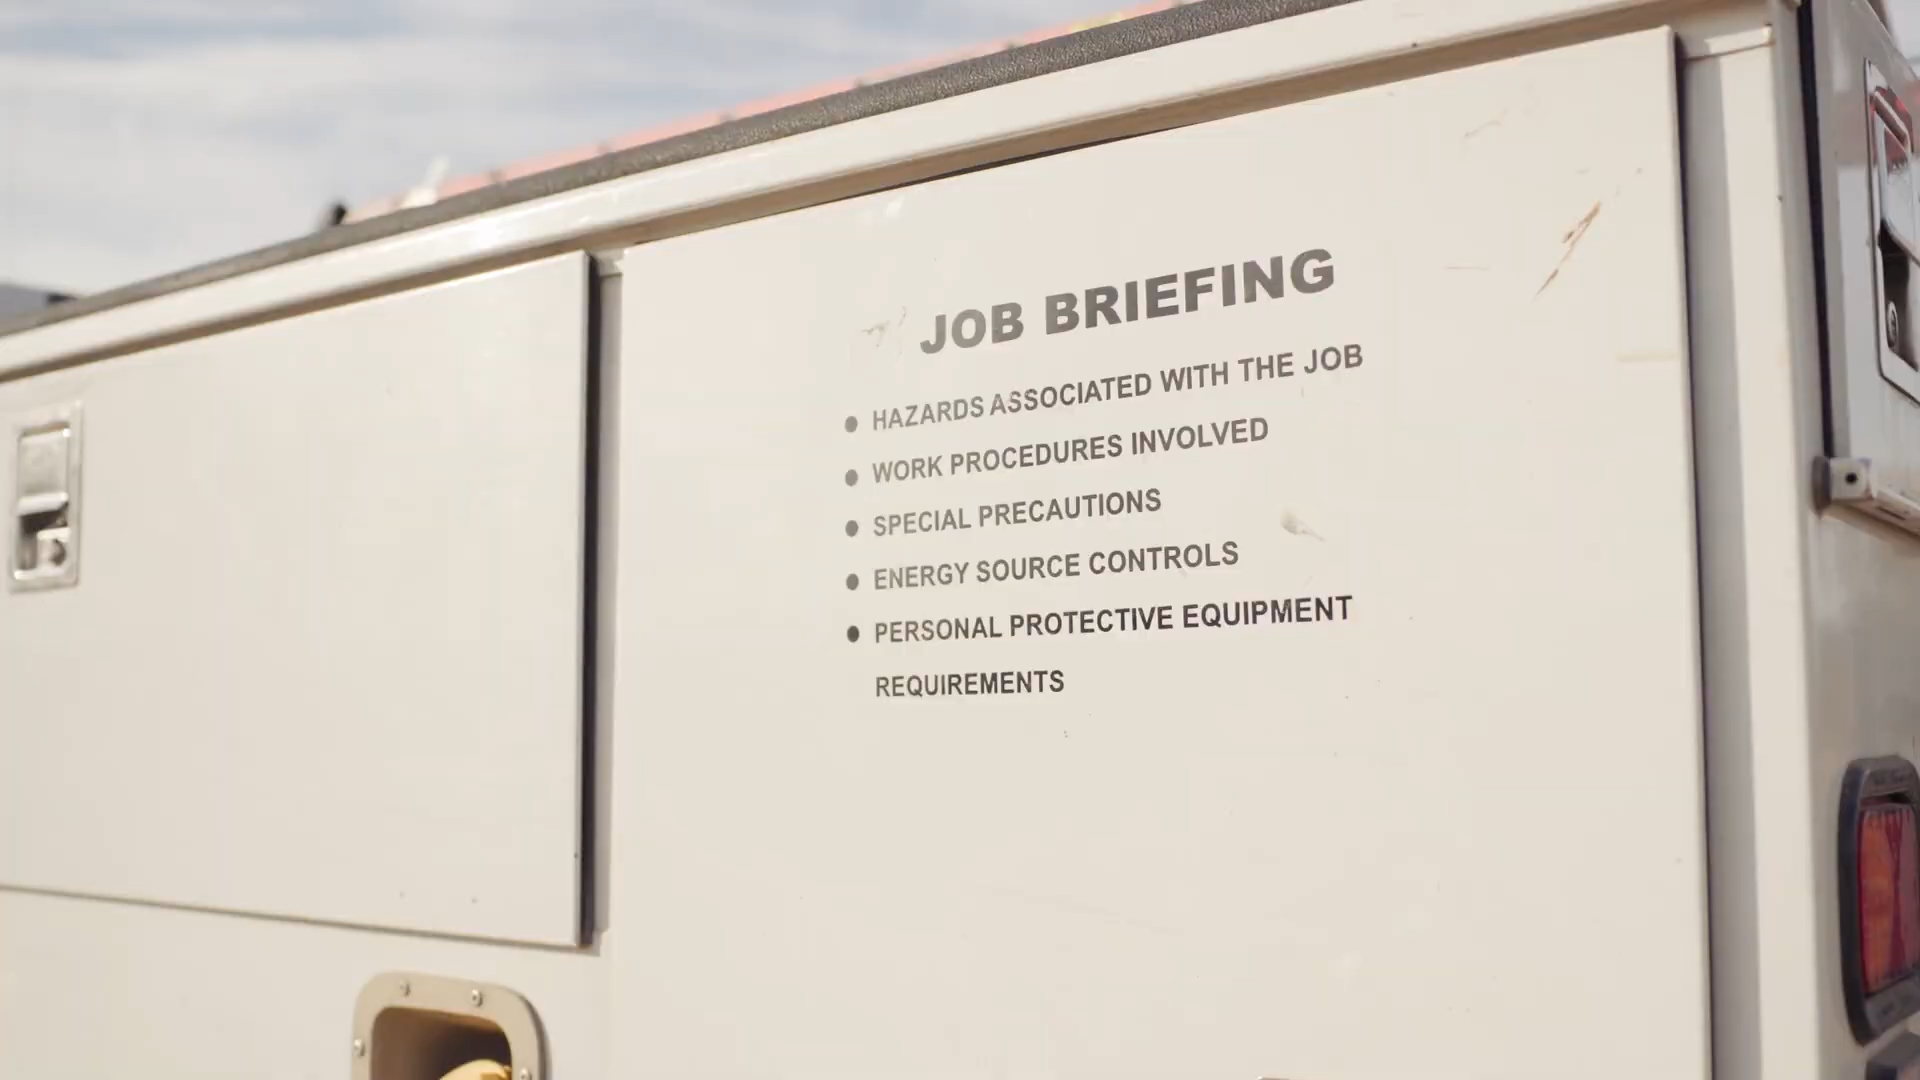 JOB BRIEFING
● HAZARDS ASSOCIATED WITH THE JOB
● WORK PROCEDURES INVOLVED
● SPECIAL PRECAUTIONS
● ENERGY SOURCE CONTROLS
● PERSONAL PROTECTIVE EQUIPMENT
REQUIREMENTS